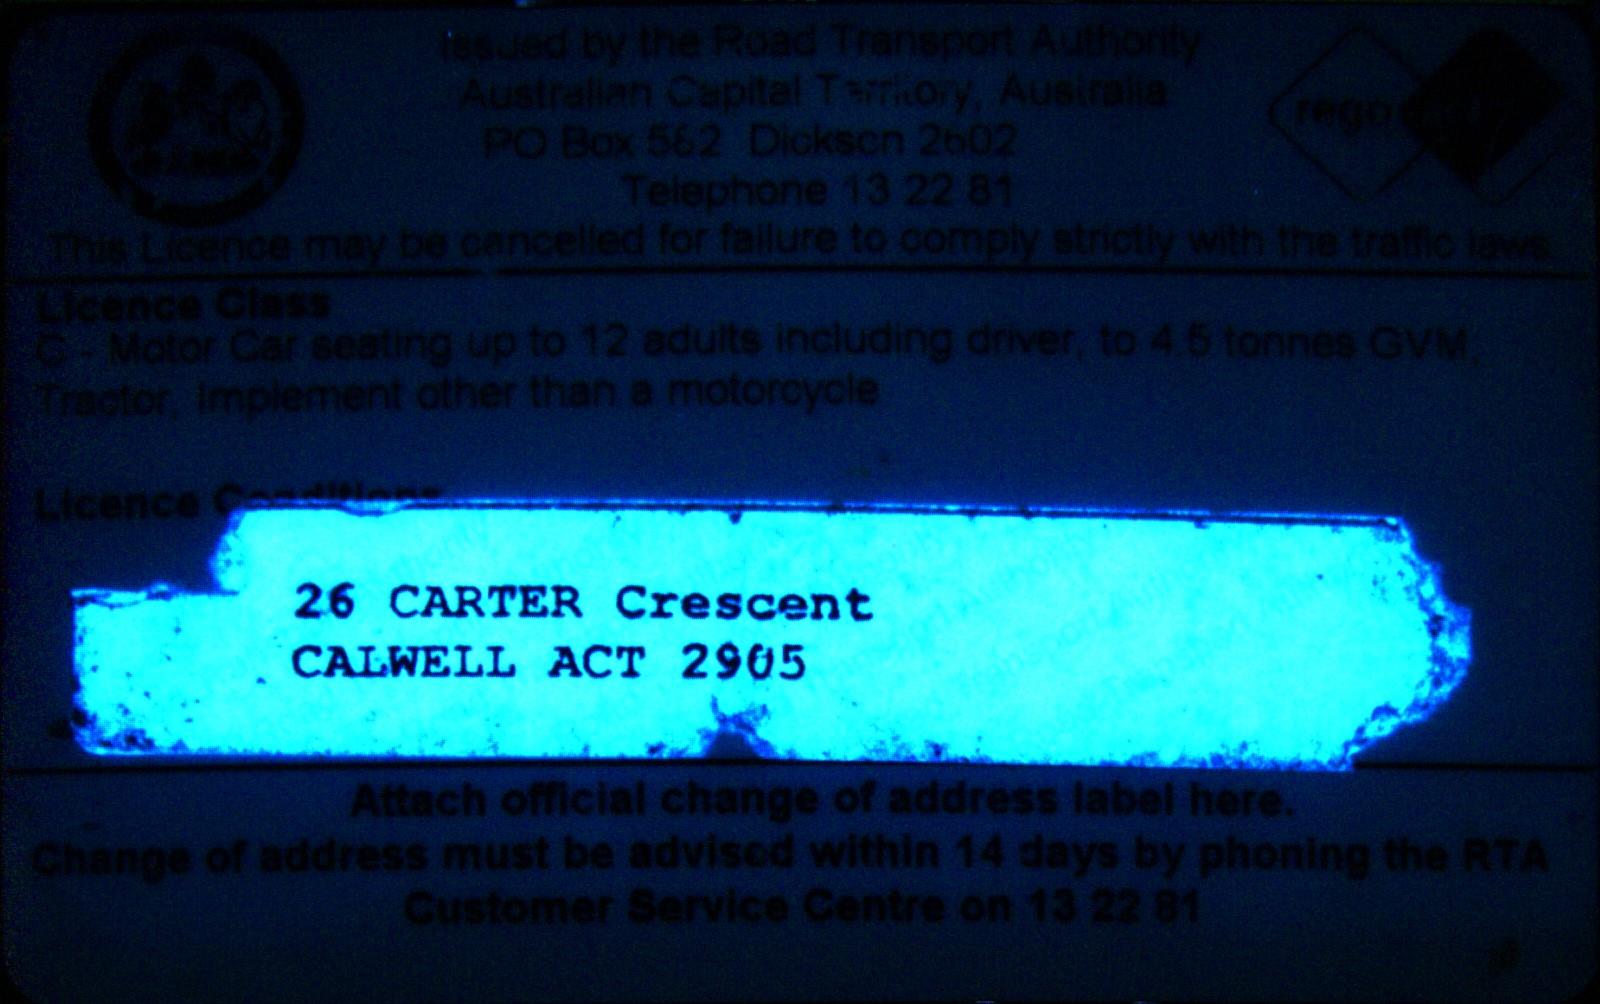 Issued by the Road Transport Authority
Australian Capital Territory, Australia
PO Box 582 Dickson 2602
Telephone 13 22 81
rego
This Licence may be cancelled for failure to comply strictly with the traffic laws.
Licence Class
C - Motor Car seating up to 12 adults including driver, to 4.5 tonnes GVM,
Tractor, Implement other than a motorcycle
Licence Conditions
26 CARTER Crescent
CALWELL ACT 2905
Attach official change of address label here.
Change of address must be advised within 14 days by phoning the RTA
Customer Service Centre on 13 22 81